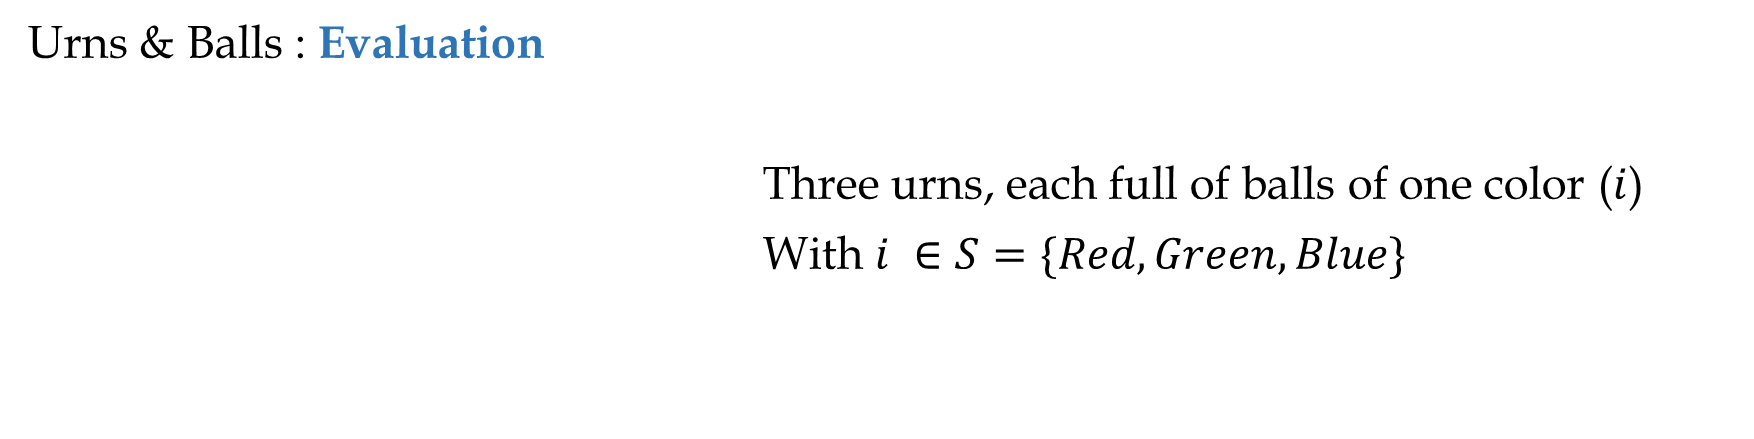 Urns & Balls : Evaluation
Three urns, each full of balls of one color (i)
With i ∈ S = {Red, Green, Blue}